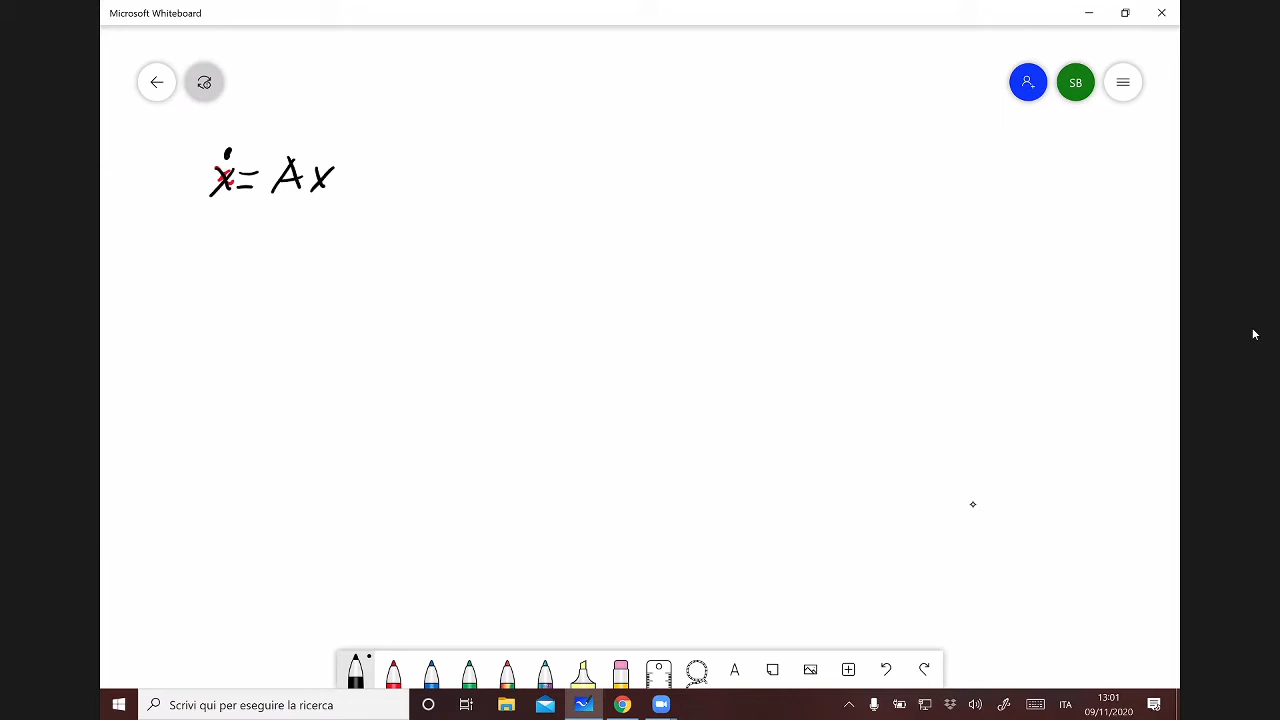 Microsoft Whiteboard
SB
ẋ = Ax
A
Scrivi qui per eseguire la ricerca
ITA
13:01
09/11/2020